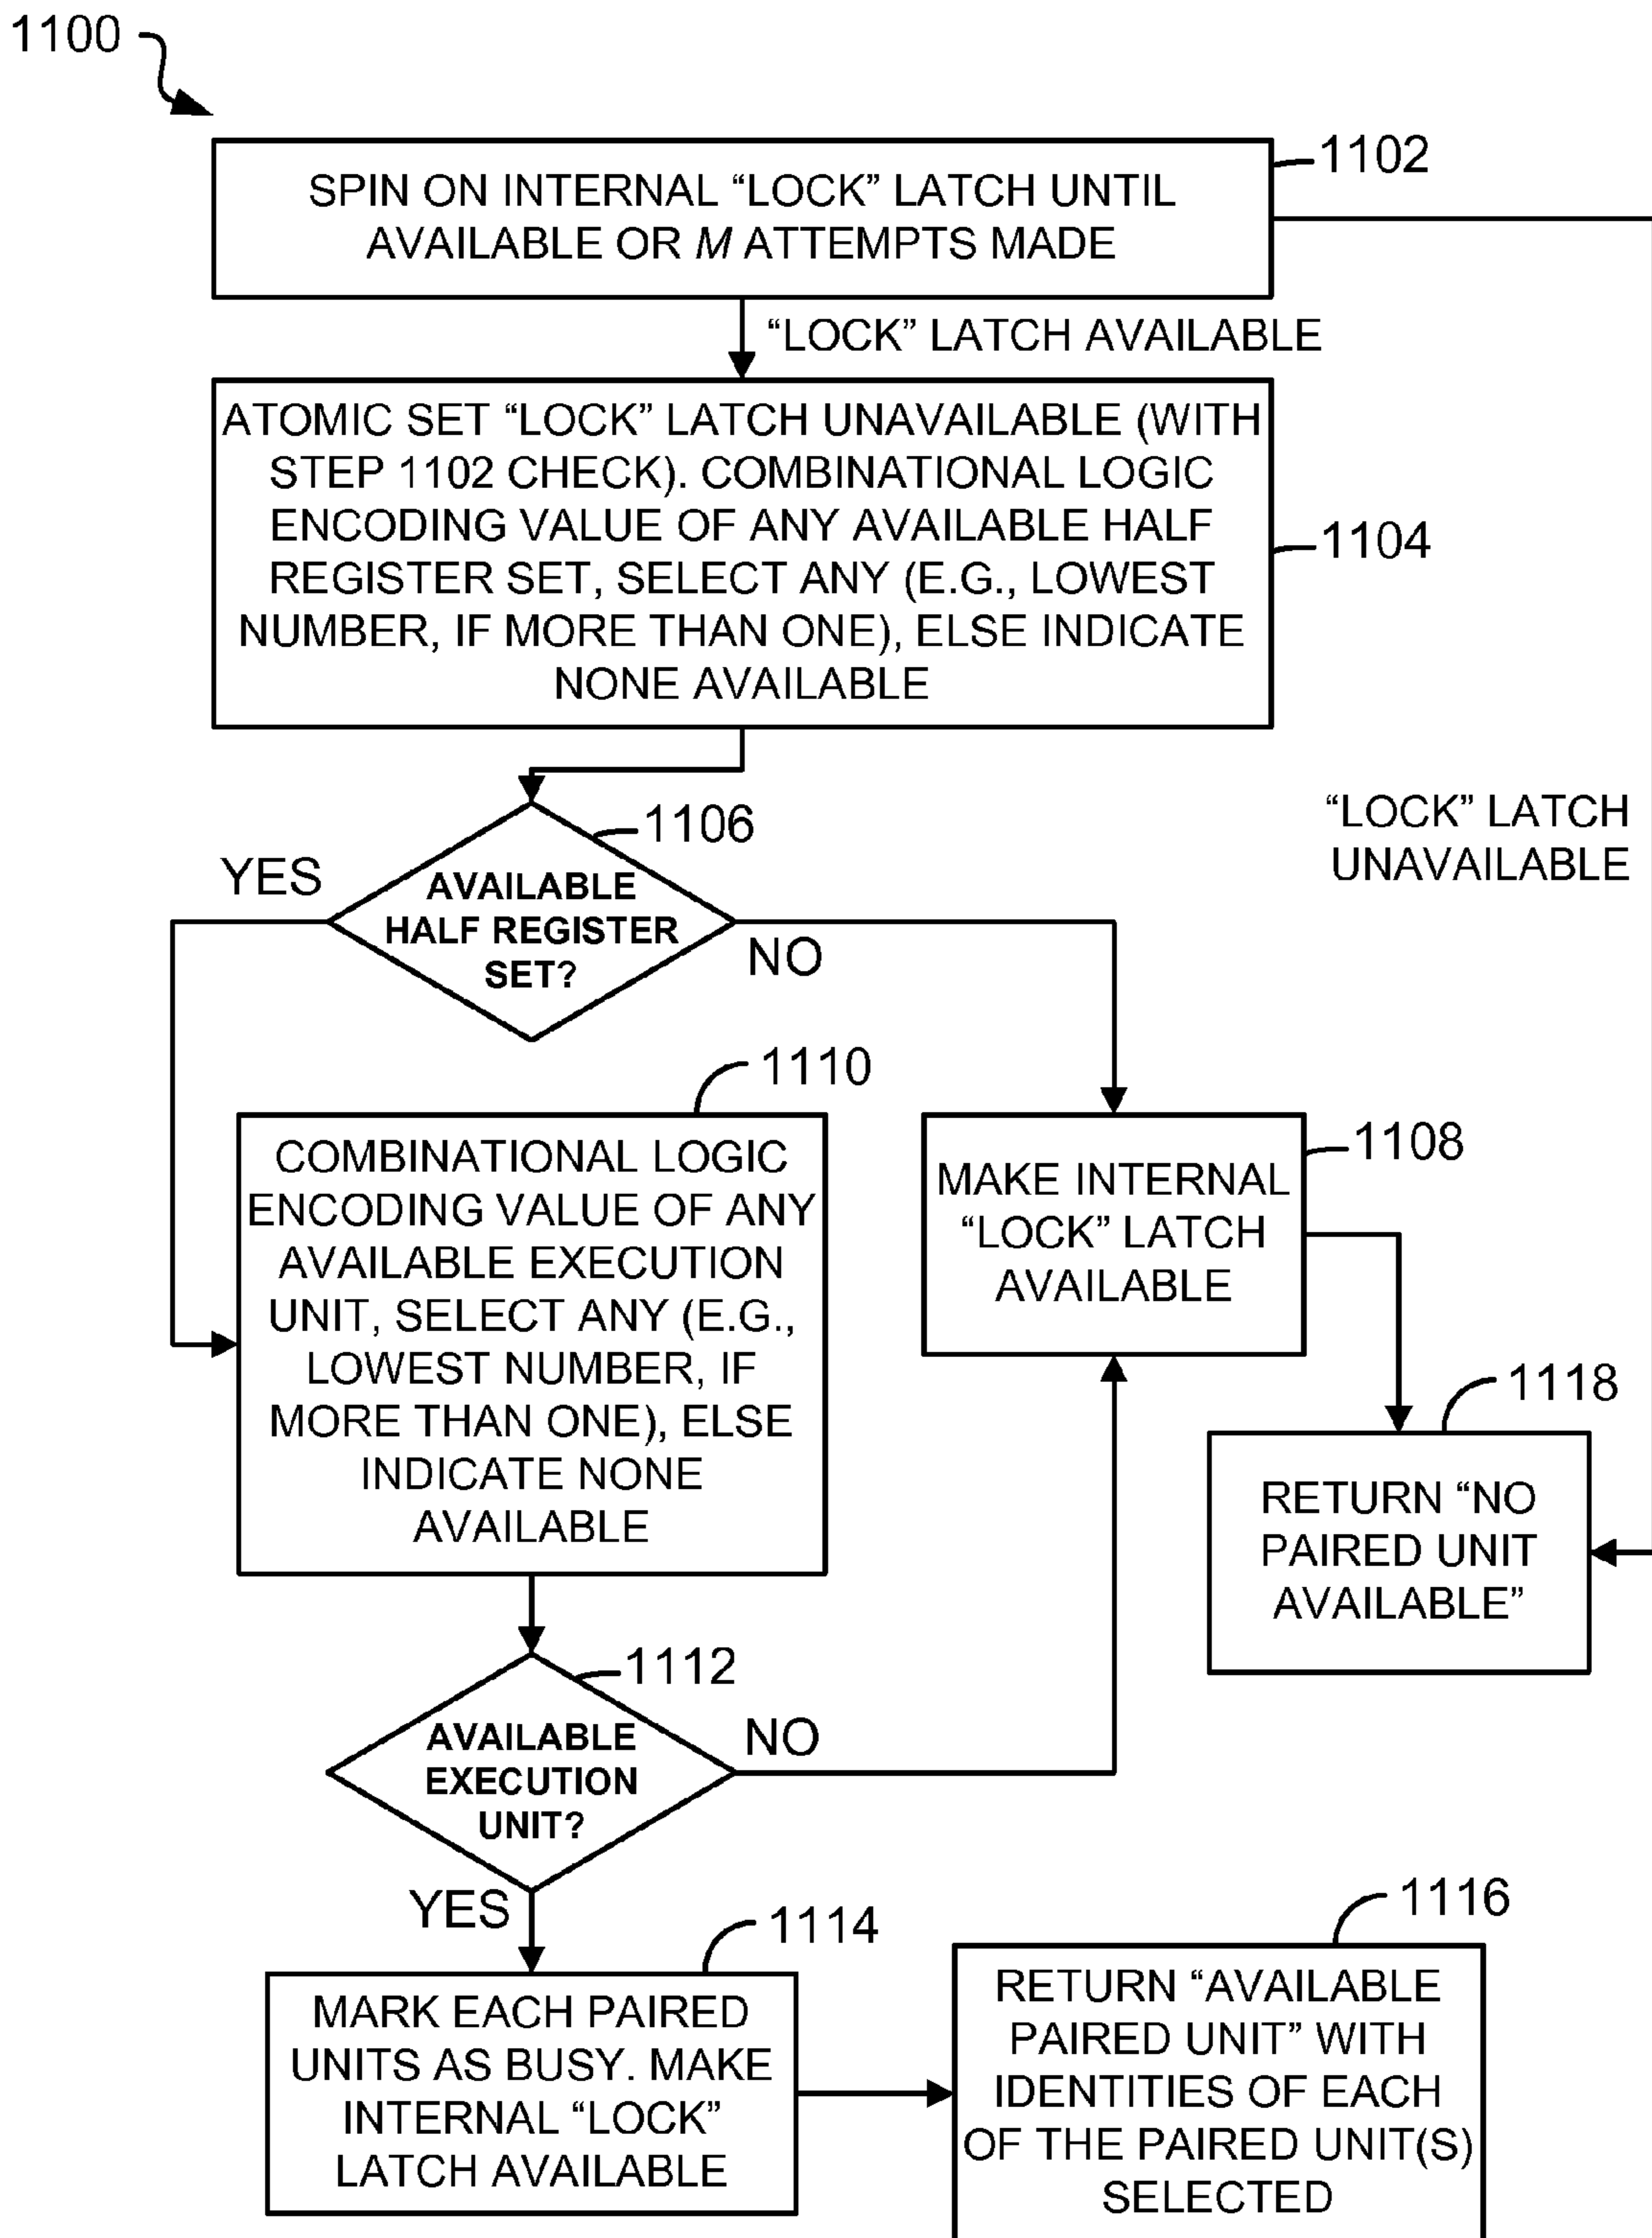 1100
1102
SPIN ON INTERNAL “LOCK” LATCH UNTIL
AVAILABLE OR M ATTEMPTS MADE
“LOCK” LATCH AVAILABLE
ATOMIC SET “LOCK” LATCH UNAVAILABLE (WITH
STEP 1102 CHECK). COMBINATIONAL LOGIC
ENCODING VALUE OF ANY AVAILABLE HALF
REGISTER SET, SELECT ANY (E.G., LOWEST
NUMBER, IF MORE THAN ONE), ELSE INDICATE
NONE AVAILABLE
1104
“LOCK” LATCH
UNAVAILABLE
1106
YES
AVAILABLE
HALF REGISTER
SET?
NO
1110
COMBINATIONAL LOGIC
ENCODING VALUE OF ANY
AVAILABLE EXECUTION
UNIT, SELECT ANY (E.G.,
LOWEST NUMBER, IF
MORE THAN ONE), ELSE
INDICATE NONE
AVAILABLE
1108
MAKE INTERNAL
“LOCK” LATCH
AVAILABLE
1118
RETURN “NO
PAIRED UNIT
AVAILABLE”
1112
AVAILABLE
EXECUTION
UNIT?
NO
YES
1114
MARK EACH PAIRED
UNITS AS BUSY. MAKE
INTERNAL “LOCK”
LATCH AVAILABLE
1116
RETURN “AVAILABLE
PAIRED UNIT” WITH
IDENTITIES OF EACH
OF THE PAIRED UNIT(S)
SELECTED